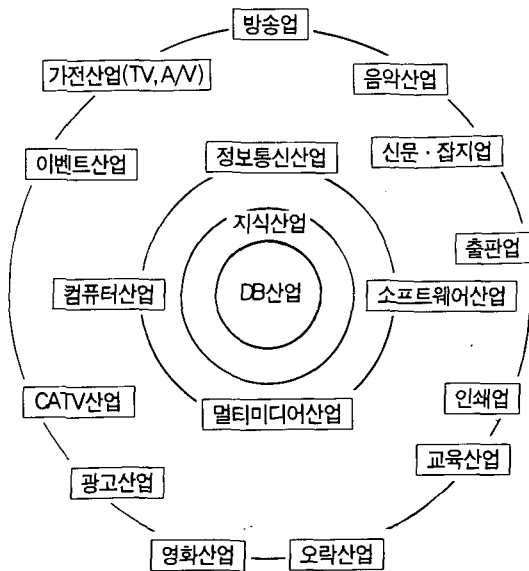 방송업
가전산업(TV, A/V)
음악산업
이벤트산업
정보통신산업
신문·잡지업
지식산업
출판업
컴퓨터산업
DB산업
소프트웨어산업
CATV산업
멀티미디어산업
인쇄업
광고산업
교육산업
영화산업
오락산업